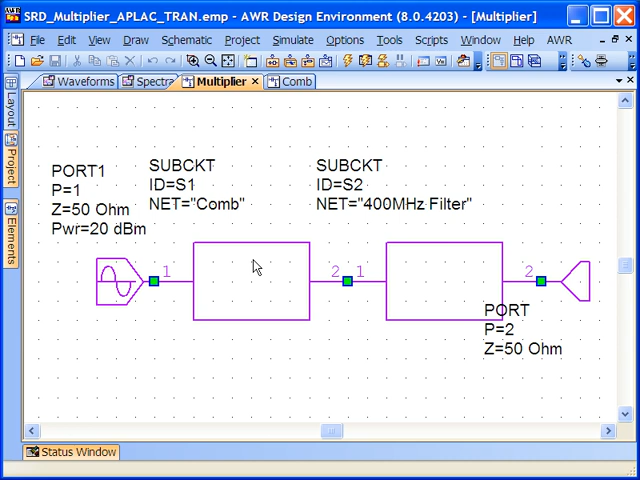 SRD_Multiplier_APLAC_TRAN.emp - AWR Design Environment (8.0.4203) - [Multiplier]
File Edit View Draw Schematic Project Simulate Options Tools Scripts Window AWR Help
Waveforms Spectra Multiplier Comb
Layout
Project
Elements
PORT1
P=1
Z=50 Ohm
Pwr=20 dBm
SUBCKT
ID=S1
NET="Comb"
SUBCKT
ID=S2
NET="400MHz Filter"
1 2 1 2
PORT
P=2
Z=50 Ohm
Status Window